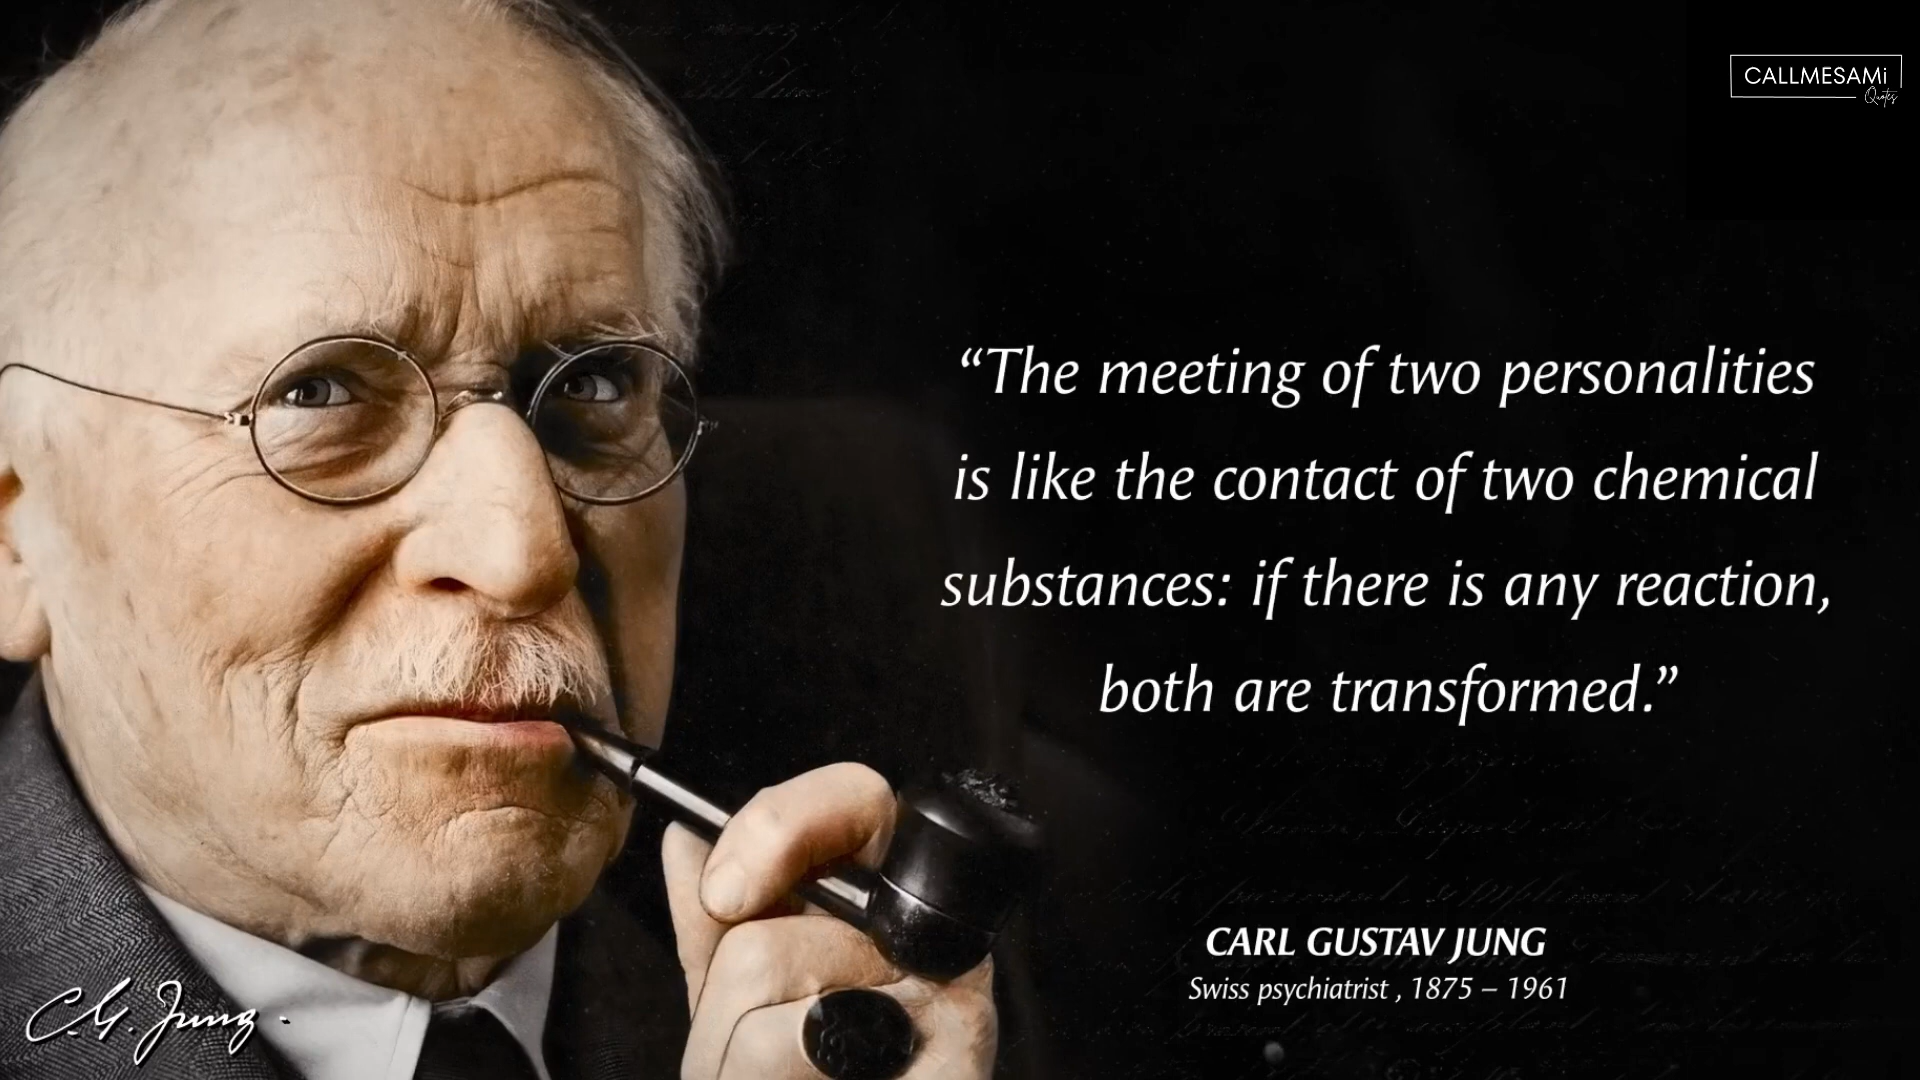 CALLMESAMi
Quotes
“The meeting of two personalities
is like the contact of two chemical
substances: if there is any reaction,
both are transformed.”
CARL GUSTAV JUNG
Swiss psychiatrist , 1875 – 1961
C. G. Jung.